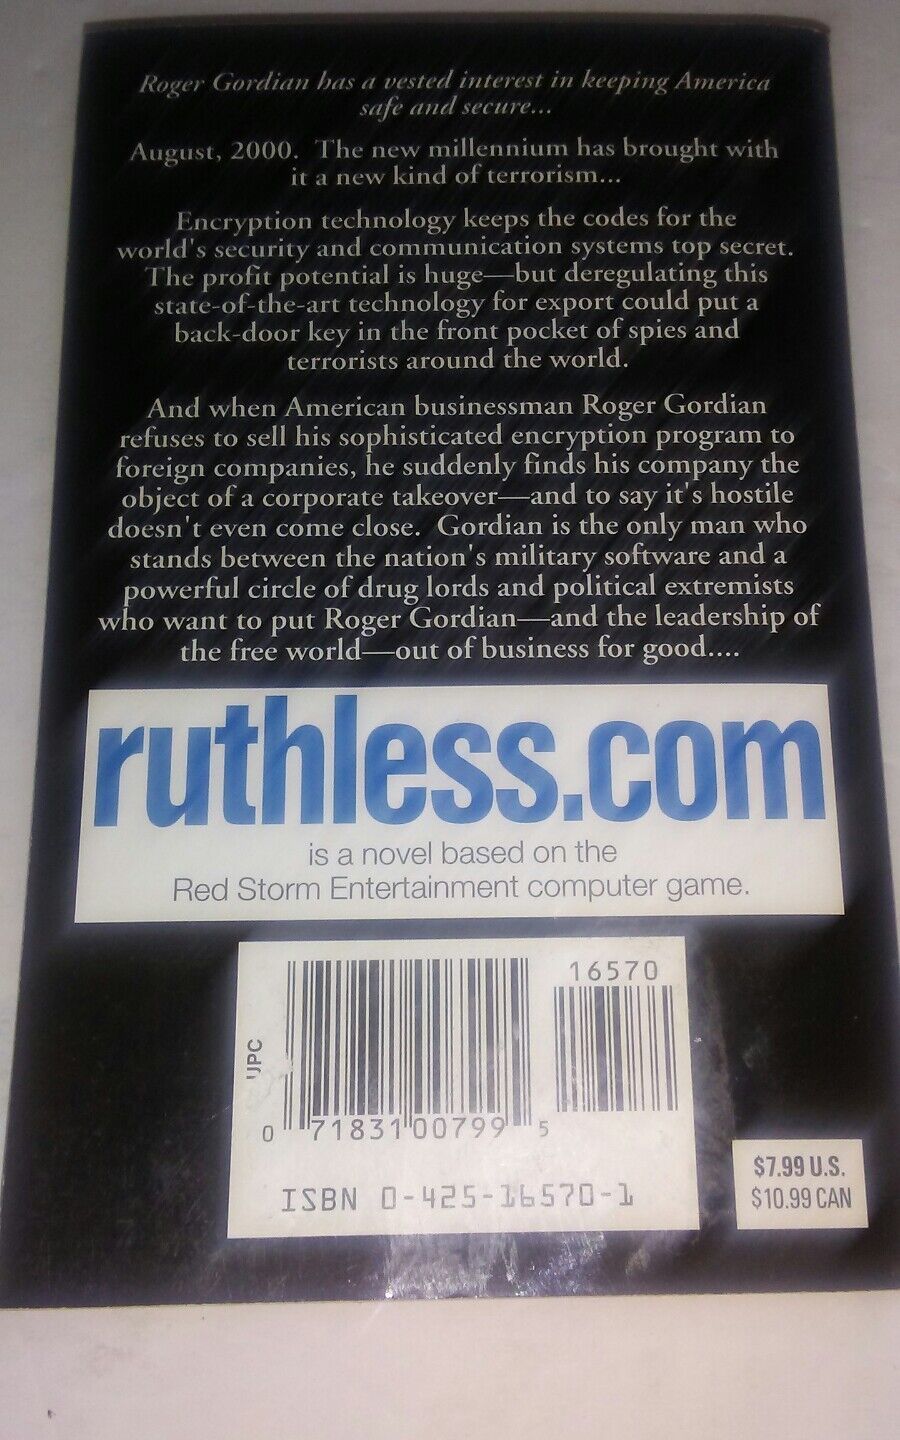 Roger Gordian has a vested interest in keeping America
safe and secure...
August, 2000. The new millennium has brought with
it a new kind of terrorism...
Encryption technology keeps the codes for the
world's security and communication systems top secret.
The profit potential is huge—but deregulating this
state-of-the-art technology for export could put a
back-door key in the front pocket of spies and
terrorists around the world.
And when American businessman Roger Gordian
refuses to sell his sophisticated encryption program to
foreign companies, he suddenly finds his company the
object of a corporate takeover—and to say it's hostile
doesn't even come close. Gordian is the only man who
stands between the nation's military software and a
powerful circle of drug lords and political extremists
who want to put Roger Gordian—and the leadership of
the free world—out of business for good....
ruthless.com
is a novel based on the
Red Storm Entertainment computer game.
16570
UPC
0 71831 00799 5
ISBN 0-425-16570-1
$7.99 U.S.
$10.99 CAN